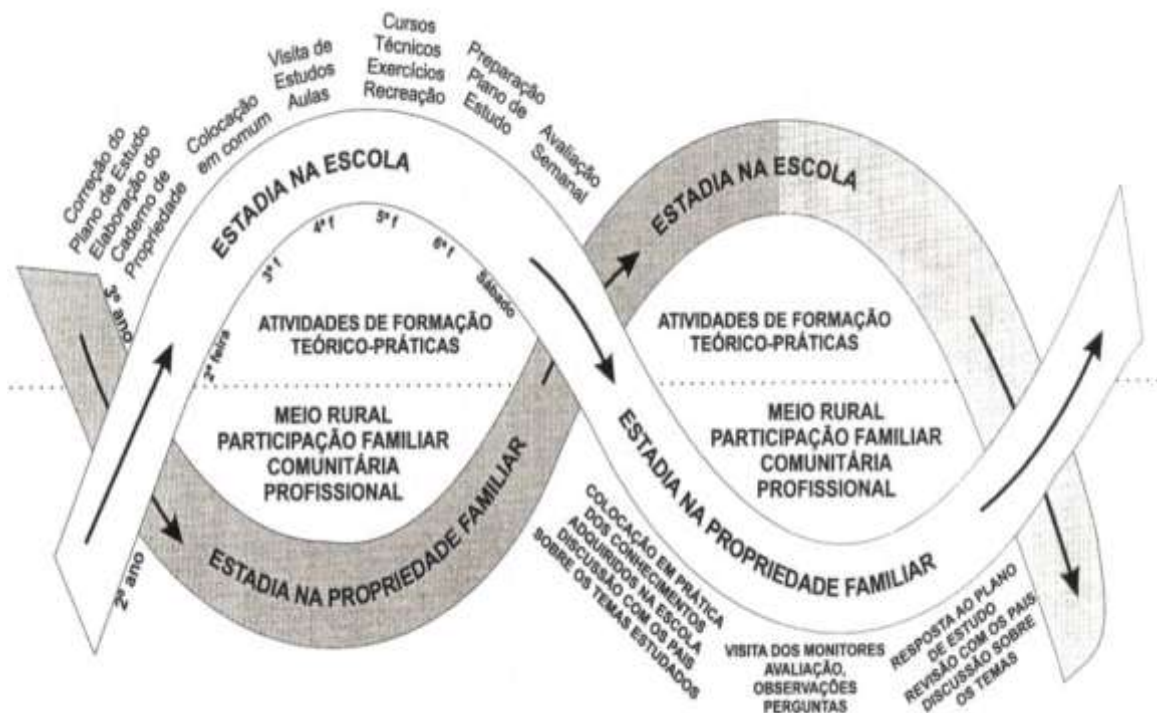 Correção do
Plano de Estudo
Elaboração do
Caderno de
Propriedade
Colocação
em comum
Visita de
Estudos
Aulas
Cursos
Técnicos
Exercícios
Recreação
Preparação
Plano de
Estudo
Avaliação
Semanal
ESTADIA NA ESCOLA
ESTADIA NA ESCOLA
3º ano
2ª feira
3ª f
4ª f
5ª f
6ª f
Sábado
ATIVIDADES DE FORMAÇÃO
TEÓRICO-PRÁTICAS
ATIVIDADES DE FORMAÇÃO
TEÓRICO-PRÁTICAS
MEIO RURAL
PARTICIPAÇÃO FAMILIAR
COMUNITÁRIA
PROFISSIONAL
MEIO RURAL
PARTICIPAÇÃO FAMILIAR
COMUNITÁRIA
PROFISSIONAL
2º ano
ESTADIA NA PROPRIEDADE FAMILIAR
ESTADIA NA PROPRIEDADE FAMILIAR
COLOCAÇÃO EM PRÁTICA
DOS CONHECIMENTOS
ADQUIRIDOS NA ESCOLA
DISCUSSÃO COM OS PAIS
SOBRE OS TEMAS ESTUDADOS
VISITA DOS MONITORES
AVALIAÇÃO,
OBSERVAÇÕES
PERGUNTAS
RESPOSTA AO PLANO
DE ESTUDO
REVISÃO COM OS PAIS
DISCUSSÃO SOBRE
OS TEMAS